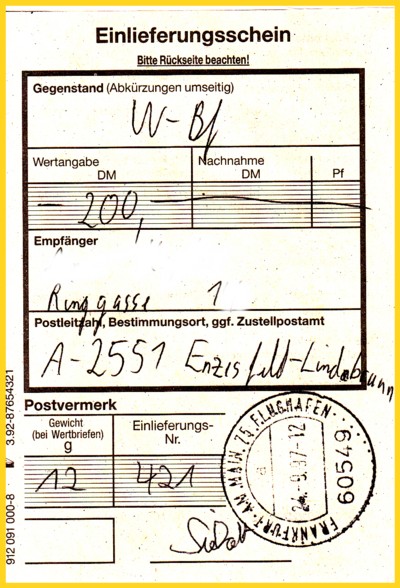 Einlieferungsschein
Bitte Rückseite beachten!
Gegenstand (Abkürzungen umseitig)
W-Bf
Wertangabe
DM
Nachnahme
DM
Pf
— 200,
Empfänger
Ringgasse 1
Postleitzahl, Bestimmungsort, ggf. Zustellpostamt
A-2551 Enzesfeld-Lindabrunn
Postvermerk
Gewicht
(bei Wertbriefen)
g
Einlieferungs-
Nr.
12
421
FRANKFURT AM MAIN 75 FLUGHAFEN
24.-9.97-12
a
60549
912 091 000-8 3.92-87654321